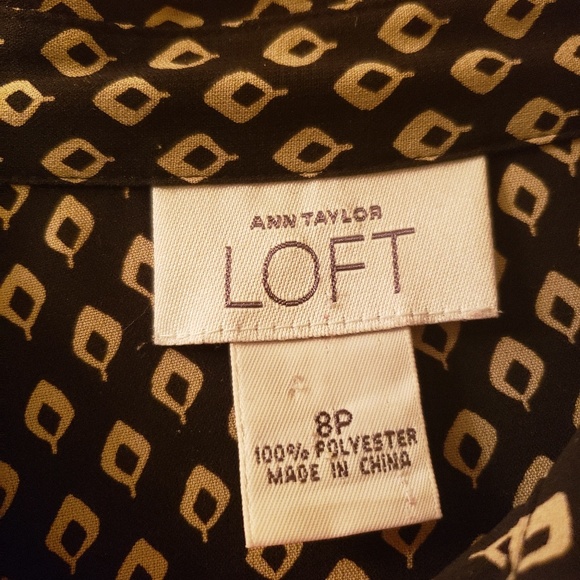 ANN TAYLOR
LOFT
8P
100% POLYESTER
MADE IN CHINA